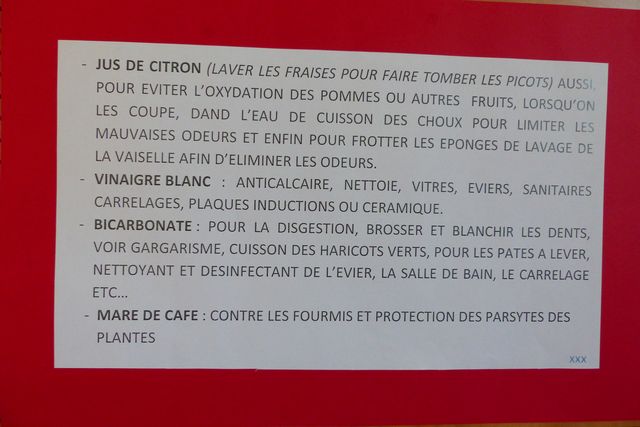 - JUS DE CITRON (LAVER LES FRAISES POUR FAIRE TOMBER LES PICOTS) AUSSI,
POUR EVITER L'OXYDATION DES POMMES OU AUTRES FRUITS, LORSQU'ON
LES COUPE, DAND L'EAU DE CUISSON DES CHOUX POUR LIMITER LES
MAUVAISES ODEURS ET ENFIN POUR FROTTER LES EPONGES DE LAVAGE DE
LA VAISELLE AFIN D'ELIMINER LES ODEURS.
- VINAIGRE BLANC : ANTICALCAIRE, NETTOIE, VITRES, EVIERS, SANITAIRES
CARRELAGES, PLAQUES INDUCTIONS OU CERAMIQUE.
- BICARBONATE : POUR LA DISGESTION, BROSSER ET BLANCHIR LES DENTS,
VOIR GARGARISME, CUISSON DES HARICOTS VERTS, POUR LES PATES A LEVER,
NETTOYANT ET DESINFECTANT DE L'EVIER, LA SALLE DE BAIN, LE CARRELAGE
ETC...
- MARE DE CAFE : CONTRE LES FOURMIS ET PROTECTION DES PARSYTES DES
PLANTES
XXX